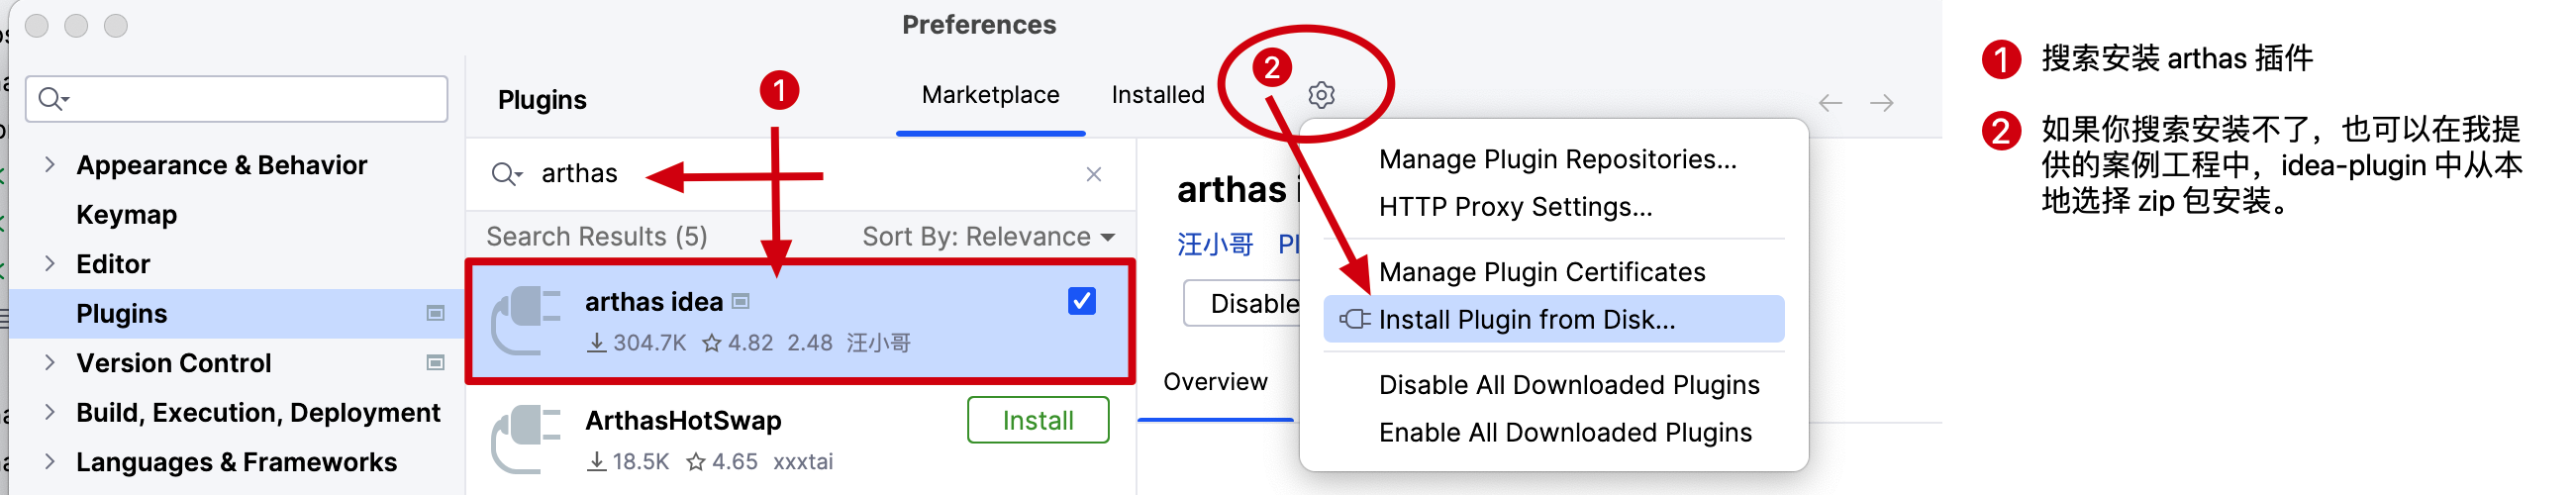 Preferences
Appearance & Behavior
Keymap
Editor
Plugins
Version Control
Build, Execution, Deployment
Languages & Frameworks
Plugins
Marketplace
Installed
1
2
arthas
Search Results (5)
Sort By: Relevance
arthas idea
304.7K 4.82 2.48 汪小哥
ArthasHotSwap
Install
18.5K 4.65 xxxtai
arthas
汪小哥
Disable
Overview
Manage Plugin Repositories...
HTTP Proxy Settings...
Manage Plugin Certificates
Install Plugin from Disk...
Disable All Downloaded Plugins
Enable All Downloaded Plugins
1 搜索安装 arthas 插件
2 如果你搜索安装不了，也可以在我提
供的案例工程中，idea-plugin 中从本
地选择 zip 包安装。